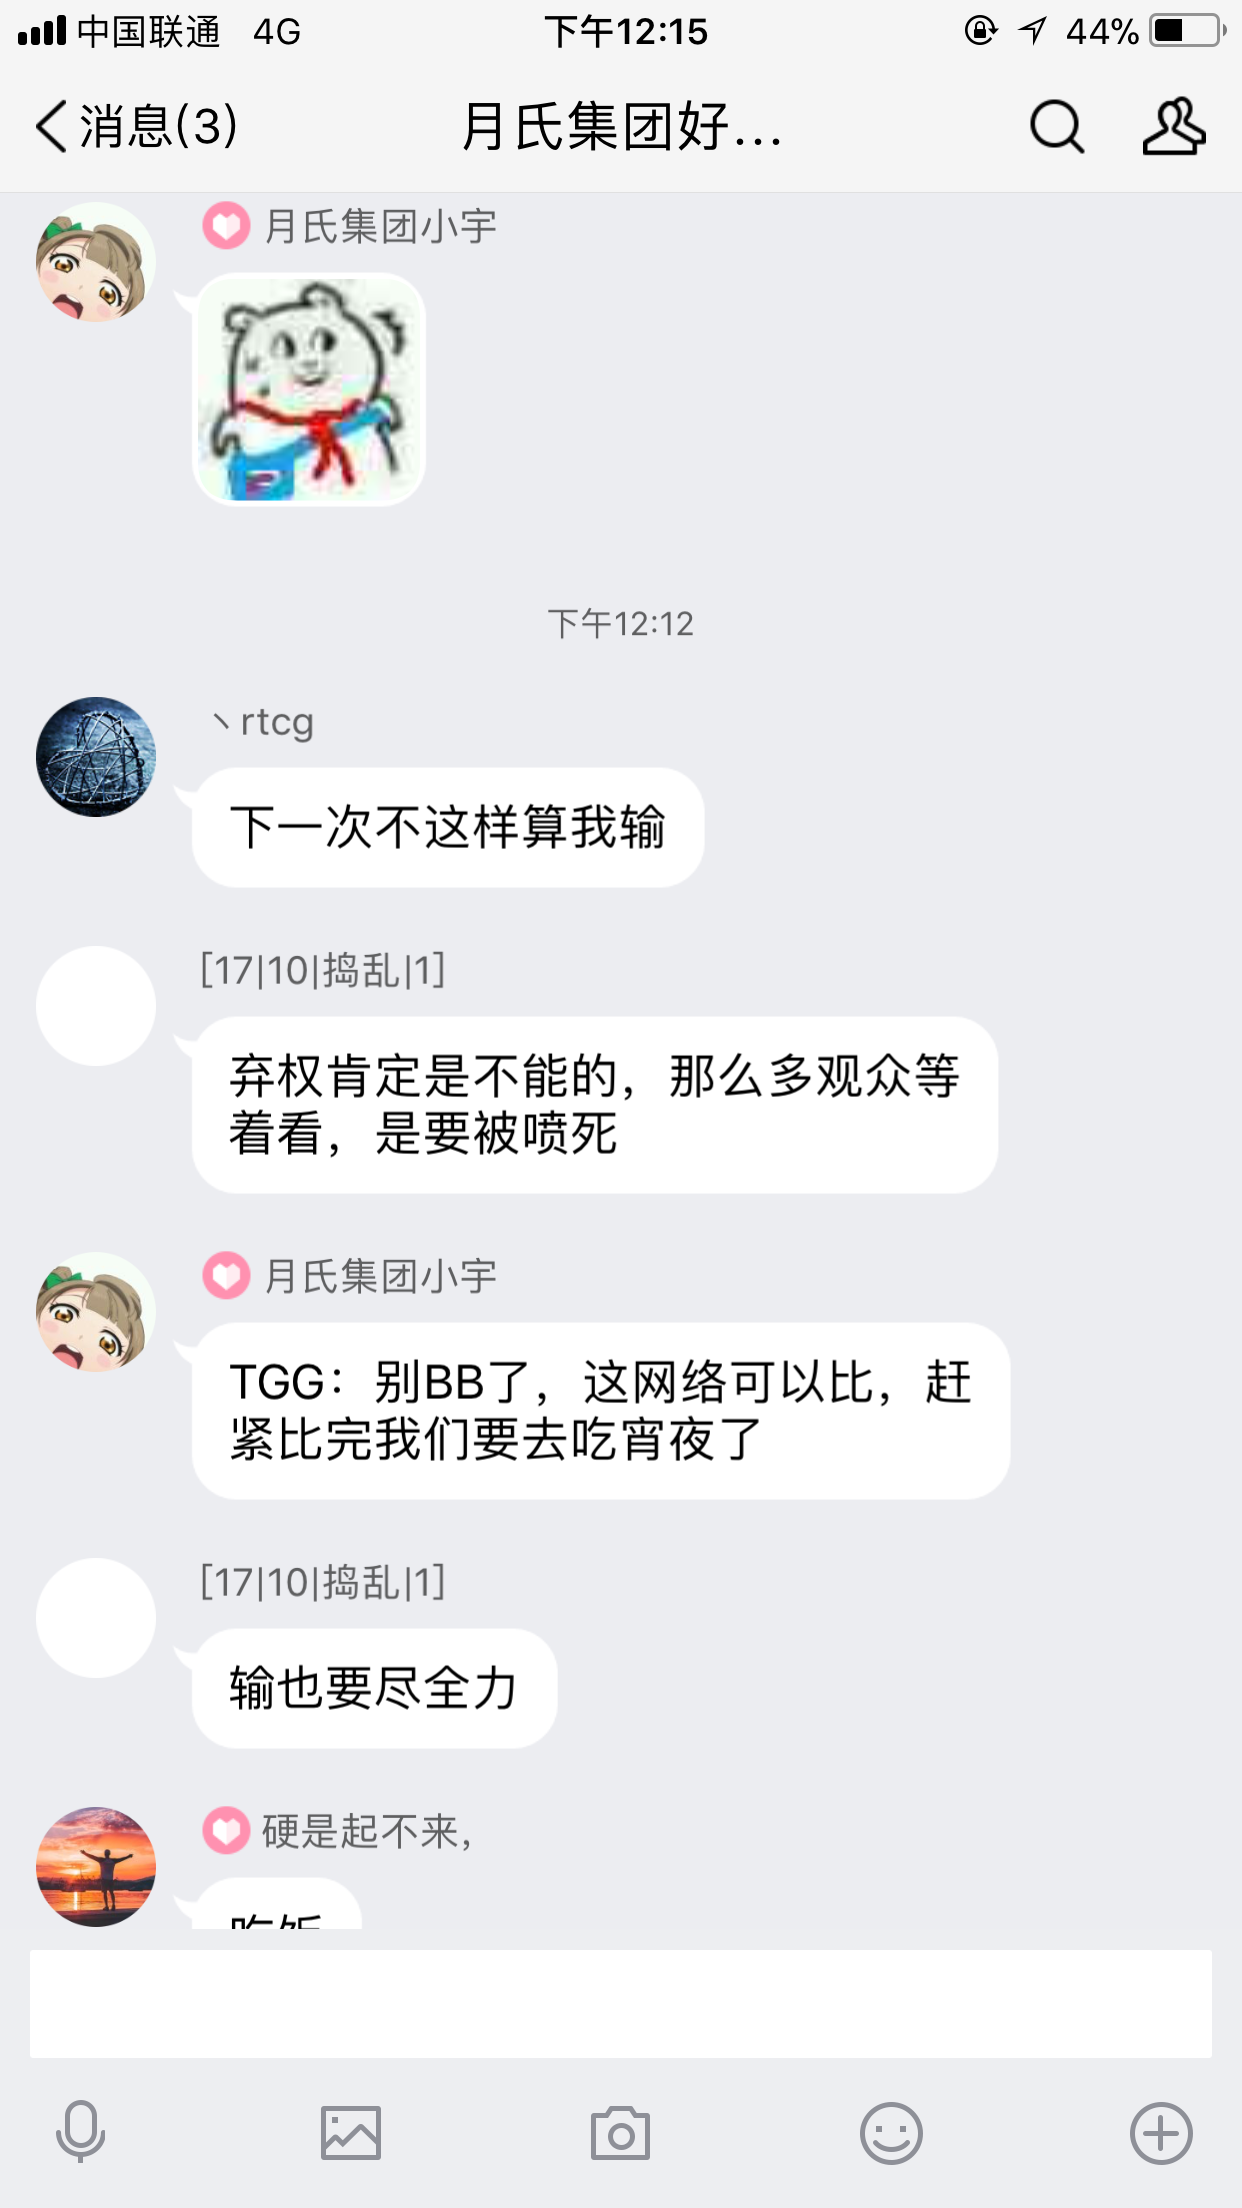 中国联通 4G 下午12:15 44%
消息(3) 月氏集团好...
月氏集团小宇
下午12:12
丶rtcg
下一次不这样算我输
[17|10|捣乱|1]
弃权肯定是不能的，那么多观众等
着看，是要被喷死
月氏集团小宇
TGG：别BB了，这网络可以比，赶
紧比完我们要去吃宵夜了
[17|10|捣乱|1]
输也要尽全力
硬是起不来，
吃饭